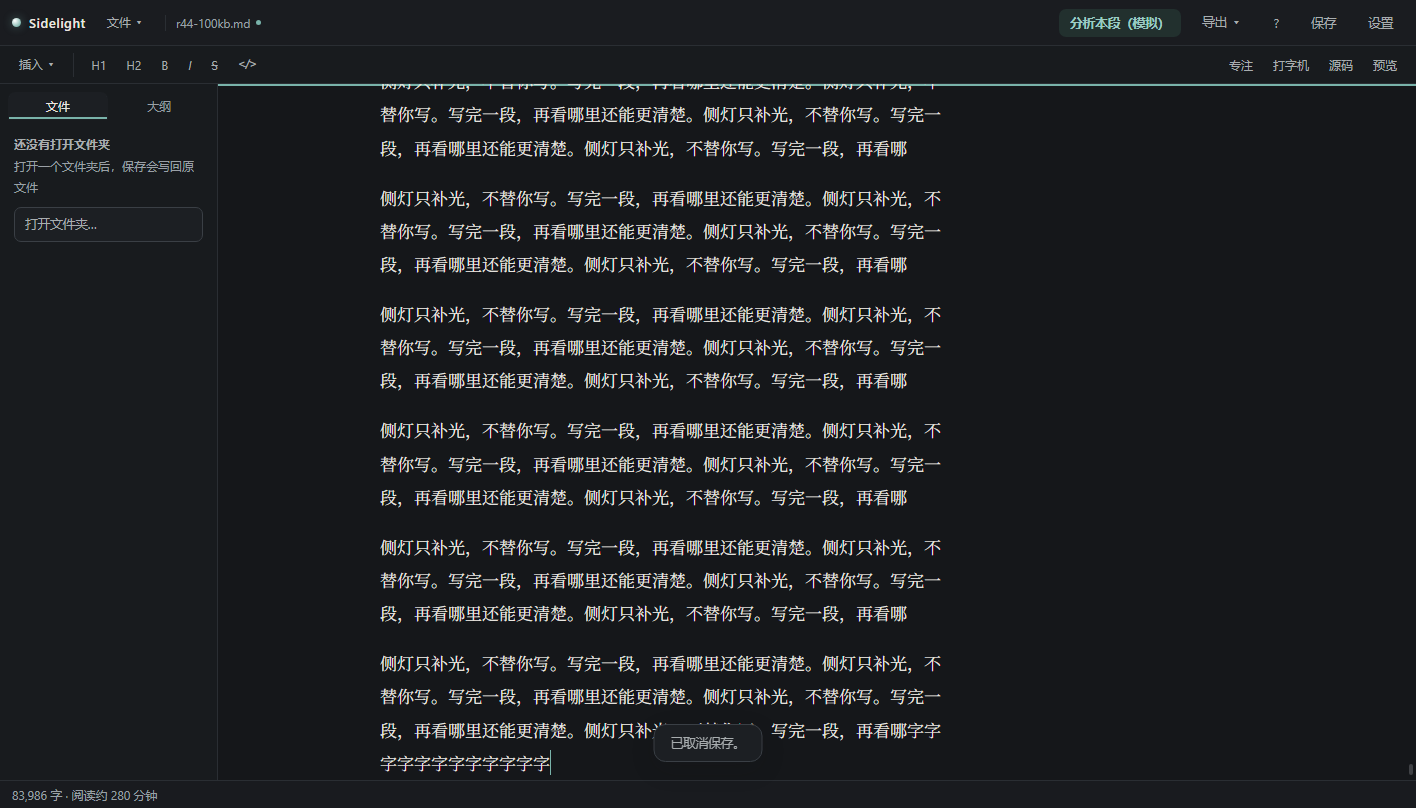 Sidelight
文件
r44-100kb.md
分析本段（模拟）
导出
?
保存
设置
插入
H1
H2
B
I
S
</>
专注
打字机
源码
预览
文件
大纲
还没有打开文件夹
打开一个文件夹后，保存会写回原
文件
打开文件夹...
替你写。写完一段，再看哪里还能更清楚。侧灯只补光，不替你写。写完一
段，再看哪里还能更清楚。侧灯只补光，不替你写。写完一段，再看哪
侧灯只补光，不替你写。写完一段，再看哪里还能更清楚。侧灯只补光，不
替你写。写完一段，再看哪里还能更清楚。侧灯只补光，不替你写。写完一
段，再看哪里还能更清楚。侧灯只补光，不替你写。写完一段，再看哪
侧灯只补光，不替你写。写完一段，再看哪里还能更清楚。侧灯只补光，不
替你写。写完一段，再看哪里还能更清楚。侧灯只补光，不替你写。写完一
段，再看哪里还能更清楚。侧灯只补光，不替你写。写完一段，再看哪
侧灯只补光，不替你写。写完一段，再看哪里还能更清楚。侧灯只补光，不
替你写。写完一段，再看哪里还能更清楚。侧灯只补光，不替你写。写完一
段，再看哪里还能更清楚。侧灯只补光，不替你写。写完一段，再看哪
侧灯只补光，不替你写。写完一段，再看哪里还能更清楚。侧灯只补光，不
替你写。写完一段，再看哪里还能更清楚。侧灯只补光，不替你写。写完一
段，再看哪里还能更清楚。侧灯只补光，不替你写。写完一段，再看哪
侧灯只补光，不替你写。写完一段，再看哪里还能更清楚。侧灯只补光，不
替你写。写完一段，再看哪里还能更清楚。侧灯只补光，不替你写。写完一
段，再看哪里还能更清楚。侧灯只补 写完一段，再看哪字字
字字字字字字字字字字
已取消保存。
83,986 字 · 阅读约 280 分钟